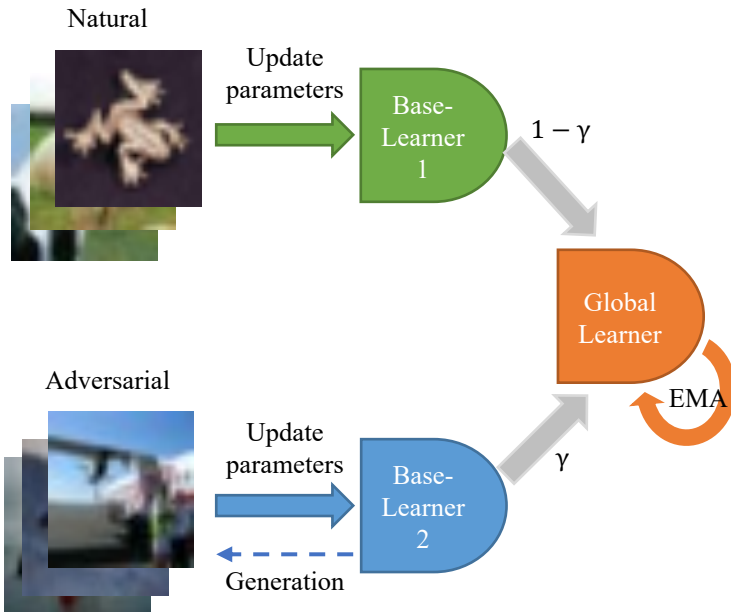 Natural
Update
parameters
Base-
Learner
1
1 − γ
Global
Learner
EMA
Adversarial
Update
parameters
Base-
Learner
2
γ
Generation